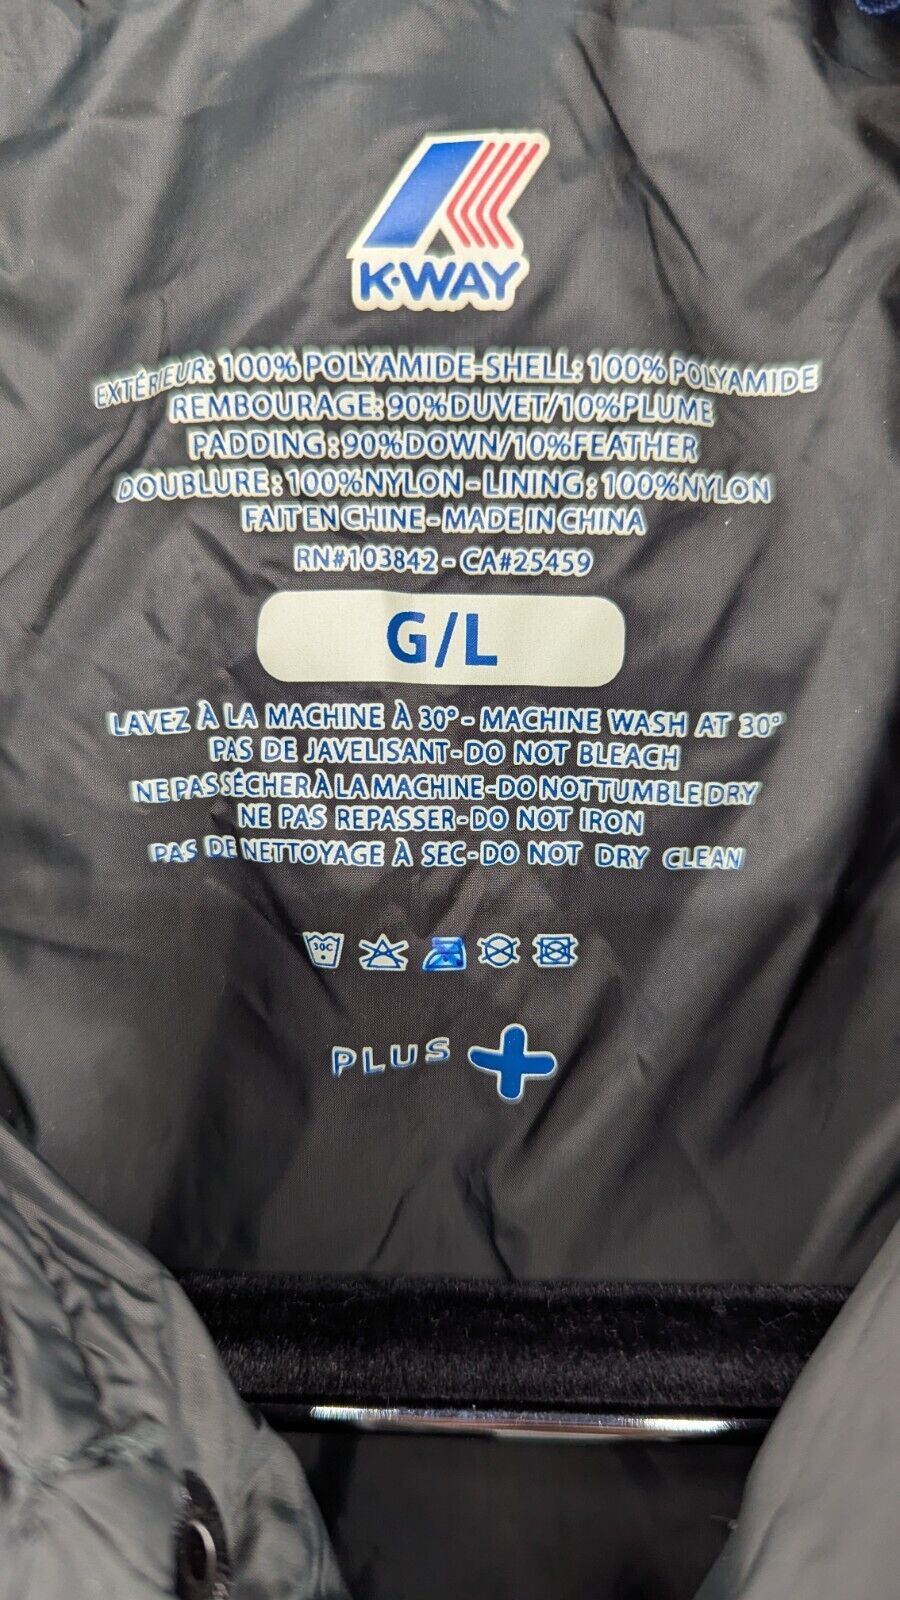 K·WAY
EXTÉRIEUR: 100% POLYAMIDE-SHELL: 100% POLYAMIDE
REMBOURAGE: 90%DUVET/10%PLUME
PADDING: 90%DOWN/10%FEATHER
DOUBLURE: 100%NYLON - LINING: 100%NYLON
FAIT EN CHINE - MADE IN CHINA
RN#103842 - CA#25459
G/L
LAVEZ À LA MACHINE À 30° - MACHINE WASH AT 30°
PAS DE JAVELISANT-DO NOT BLEACH
NE PAS SÉCHER À LA MACHINE-DO NOT TUMBLE DRY
NE PAS REPASSER-DO NOT IRON
PAS DE NETTOYAGE À SEC-DO NOT DRY CLEAN
30C
PLUS +